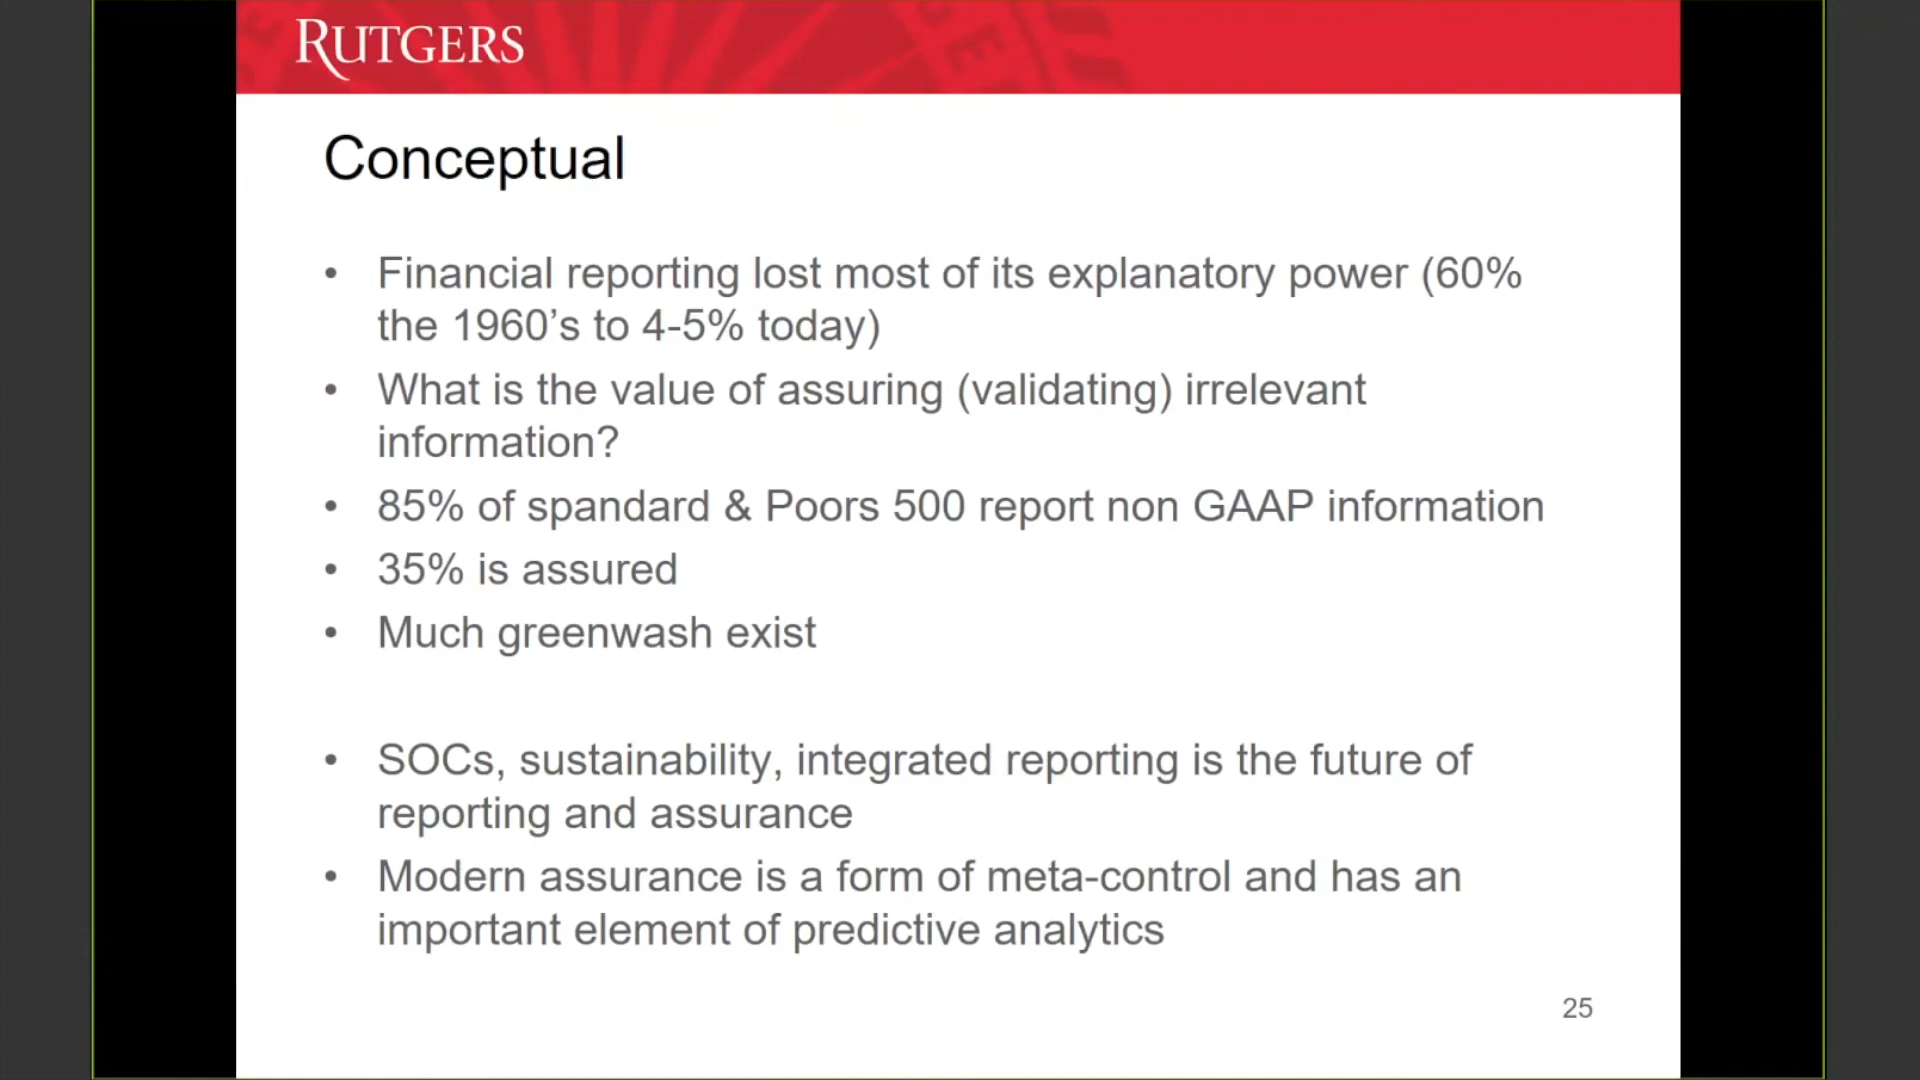 RUTGERS
Conceptual
• Financial reporting lost most of its explanatory power (60%
the 1960’s to 4-5% today)
• What is the value of assuring (validating) irrelevant
information?
• 85% of spandard & Poors 500 report non GAAP information
• 35% is assured
• Much greenwash exist
• SOCs, sustainability, integrated reporting is the future of
reporting and assurance
• Modern assurance is a form of meta-control and has an
important element of predictive analytics
25